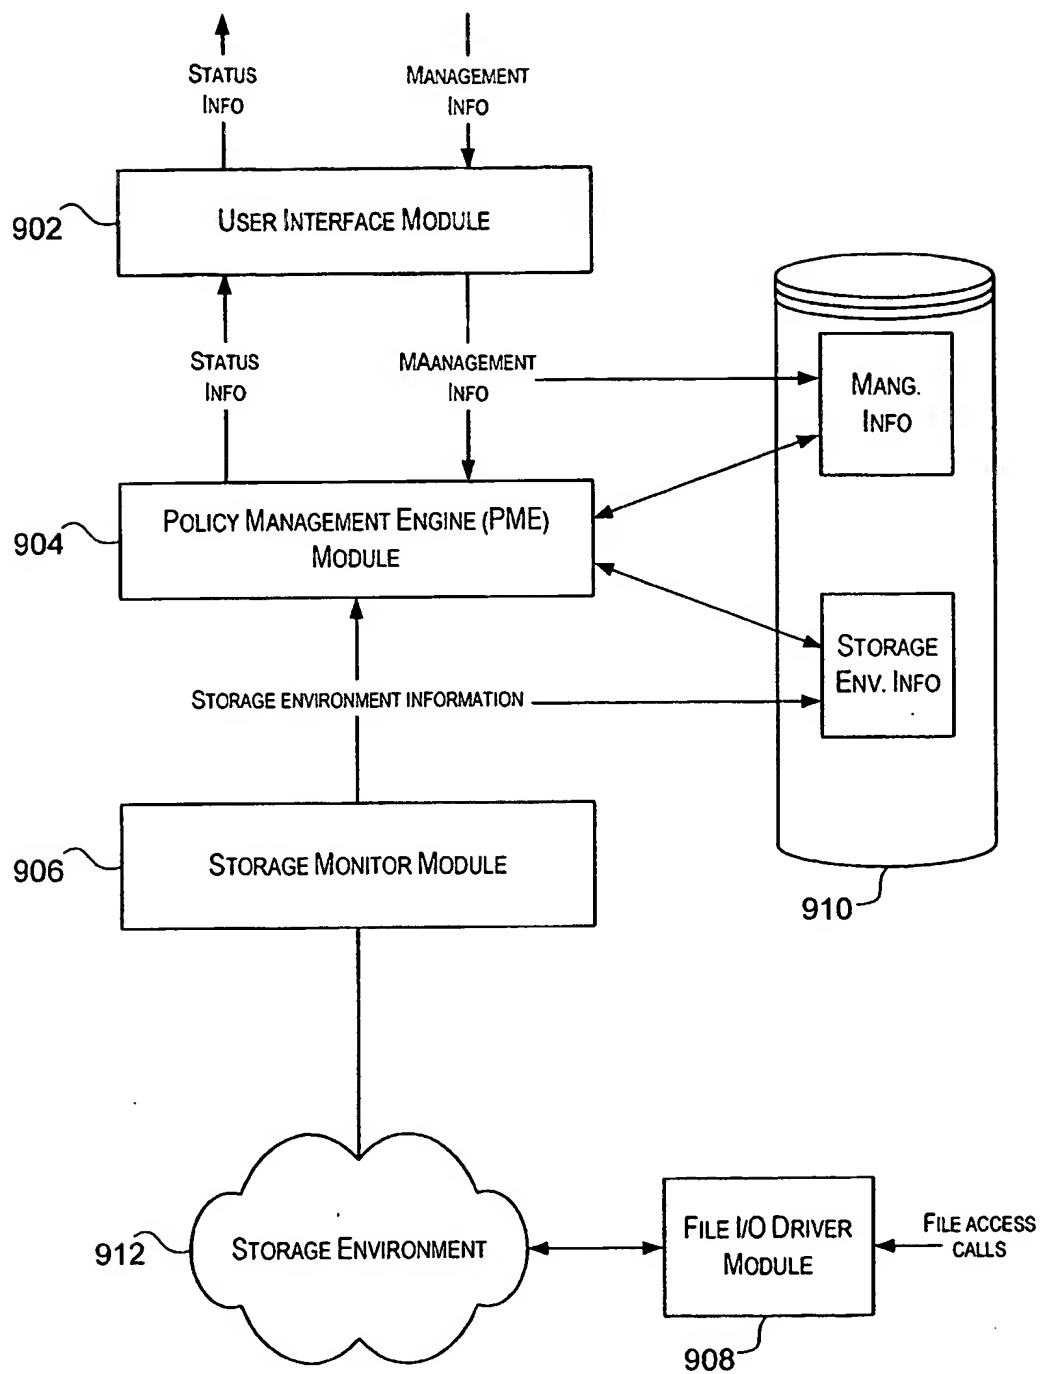 STATUS
INFO
MANAGEMENT
INFO
902
USER INTERFACE MODULE
STATUS
INFO
MAANAGEMENT
INFO
MANG.
INFO
904
POLICY MANAGEMENT ENGINE (PME)
MODULE
STORAGE
ENV. INFO
STORAGE ENVIRONMENT INFORMATION
906
STORAGE MONITOR MODULE
910
912
STORAGE ENVIRONMENT
FILE I/O DRIVER
MODULE
FILE ACCESS
CALLS
908